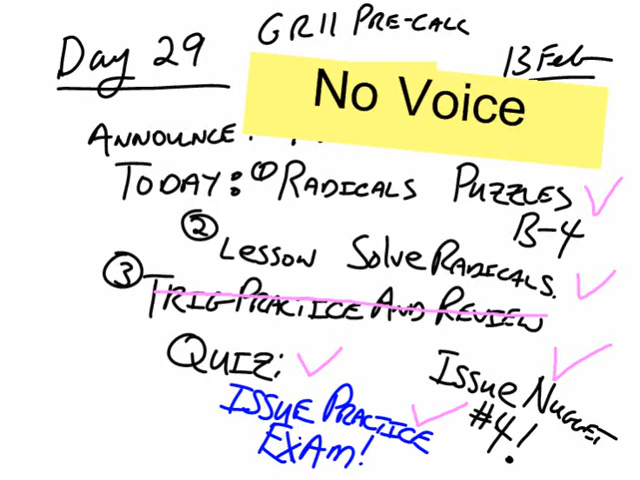 GR11 PRE-CALC
Day 29
13 Feb
No Voice
ANNOUNCE
TODAY: ① RADICALS PUZZLES
B-4
② Lesson Solve RADICALS.
③ TRIG PRACTICE AND REVIEW
QUIZ:
ISSUE NUGGET
#4!
ISSUE PRACTICE
EXAM!